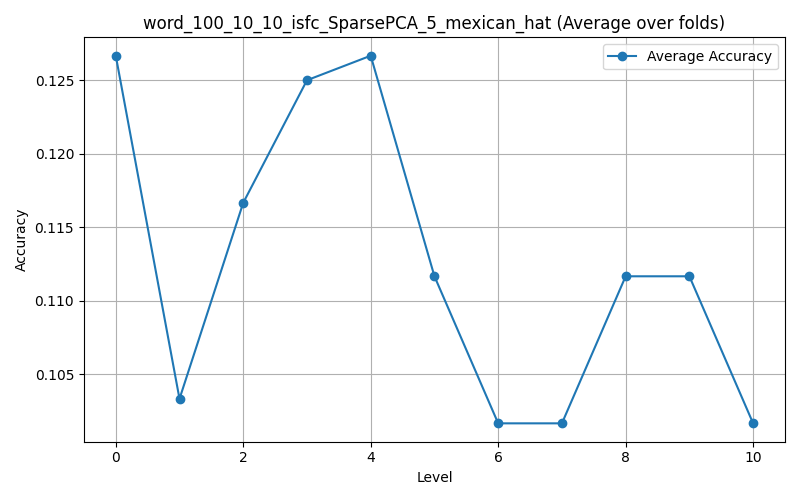 word_100_10_10_isfc_SparsePCA_5_mexican_hat (Average over folds)
Average Accuracy
0.125
0.120
0.115
0.110
0.105
Accuracy
0 2 4 6 8 10
Level